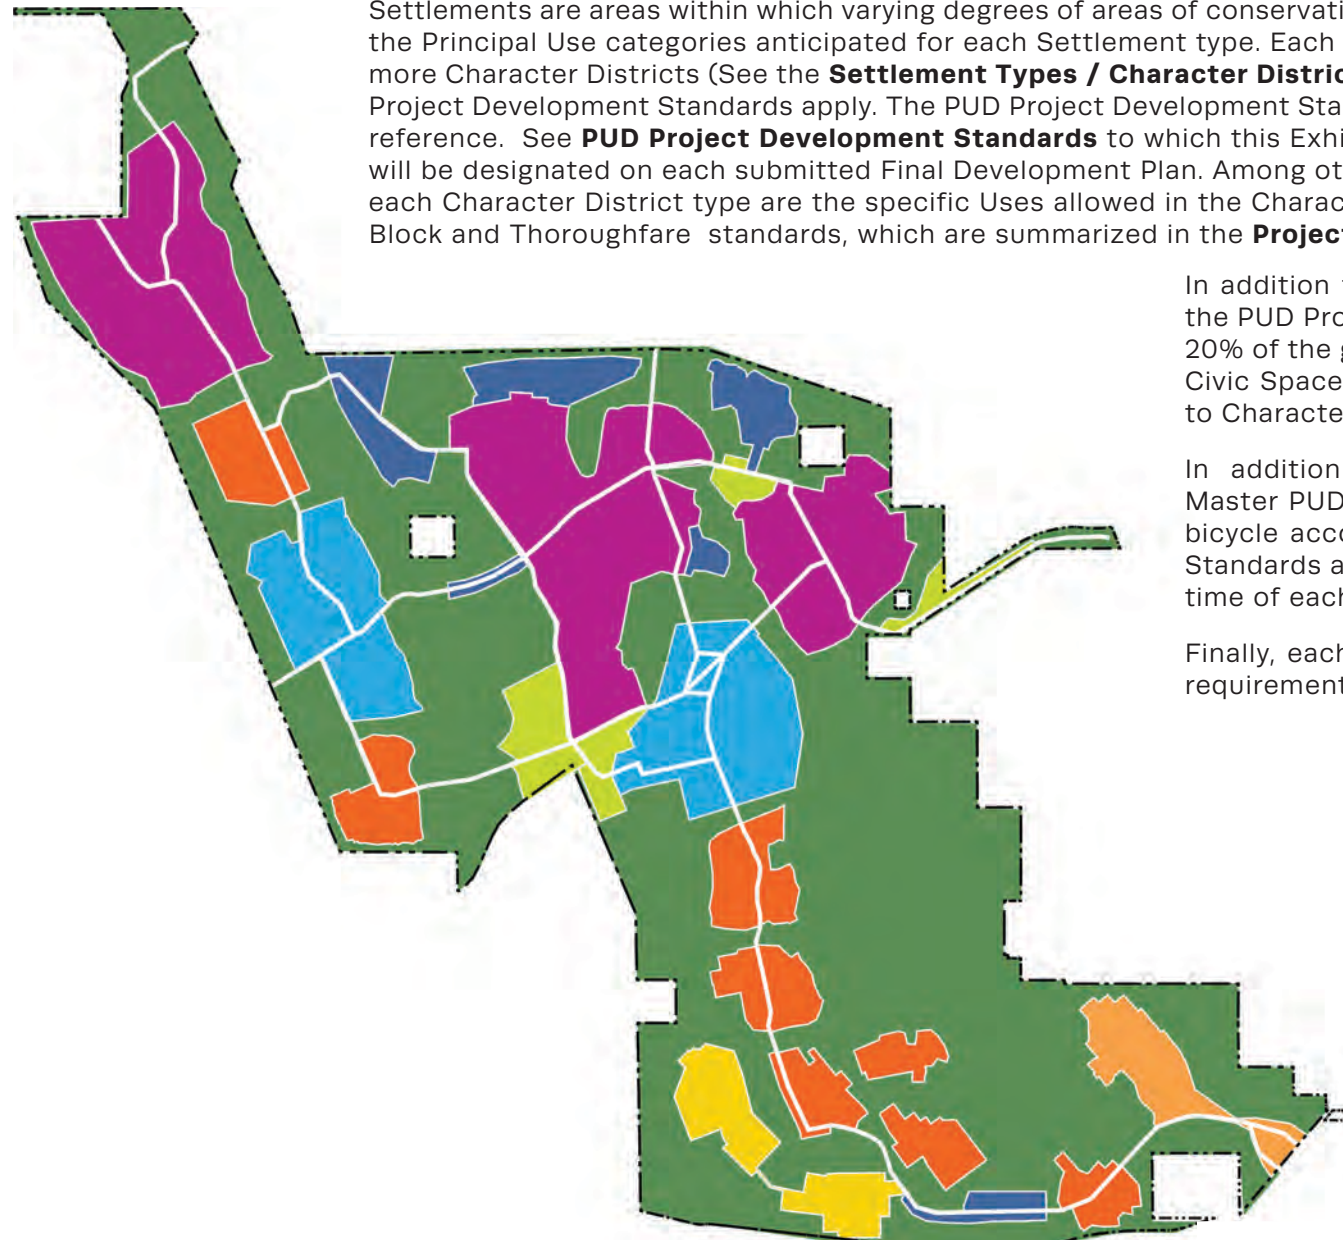 Settlements are areas within which varying degrees of areas of conservati
the Principal Use categories anticipated for each Settlement type. Each
more Character Districts (See the Settlement Types / Character Distric
Project Development Standards apply. The PUD Project Development Sta
reference. See PUD Project Development Standards to which this Exhi
will be designated on each submitted Final Development Plan. Among ot
each Character District type are the specific Uses allowed in the Charac
Block and Thoroughfare standards, which are summarized in the Project
In addition
the PUD Pro
20% of the
Civic Space
to Characte
In addition
Master PUD
bicycle acco
Standards a
time of each
Finally, each
requirement